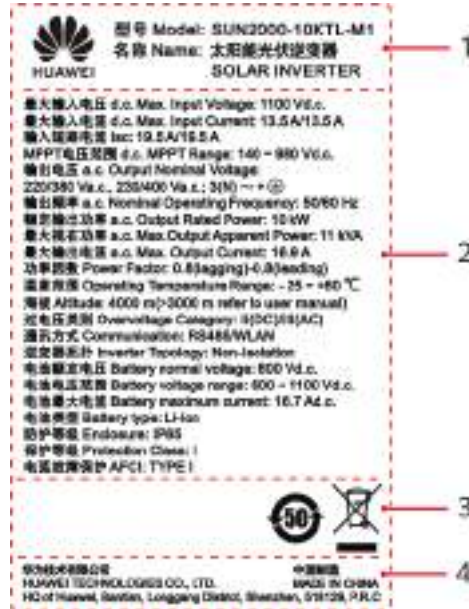 型号 Model: SUN2000-10KTL-M1
名称 Name: 太阳能光伏逆变器
SOLAR INVERTER
HUAWEI
1
最大输入电压 d.c. Max. Input Voltage: 1100 Vd.c.
最大输入电流 d.c. Max. Input Current: 13.5A/13.5A
输入短路电流 Isc: 19.5A/19.5A
MPPT电压范围 d.c. MPPT Range: 140 ~ 980 Vd.c.
输出电压 a.c. Output Nominal Voltage:
220/380 Va.c., 230/400 Va.c.; 3(N) ~ +
输出频率 a.c. Nominal Operating Frequency: 50/60 Hz
额定输出功率 a.c. Output Rated Power: 10 kW
最大视在功率 a.c. Max. Output Apparent Power: 11 kVA
最大输出电流 a.c. Max. Output Current: 16.9 A
功率因数 Power Factor: 0.8(lagging)-0.8(leading)
温度范围 Operating Temperature Range: - 25 ~ +60 ℃
海拔 Altitude: 4000 m(>3000 m refer to user manual)
过电压类别 Overvoltage Category: II(DC)/III(AC)
通讯方式 Communication: RS485/WLAN
逆变器拓扑 Inverter Topology: Non-Isolation
电池额定电压 Battery normal voltage: 600 Vd.c.
电池电压范围 Battery voltage range: 600 ~ 1100 Vd.c.
电池最大电流 Battery maximum current: 16.7 Ad.c.
电池类型 Battery type: Li-ion
防护等级 Enclosure: IP65
保护等级 Protection Class: I
电弧故障保护 AFCI: TYPE I
2
50
3
华为技术有限公司 中国制造
HUAWEI TECHNOLOGIES CO., LTD. MADE IN CHINA
HQ of Huawei, Bantian, Longgang District, Shenzhen, 518129, P.R.C
4